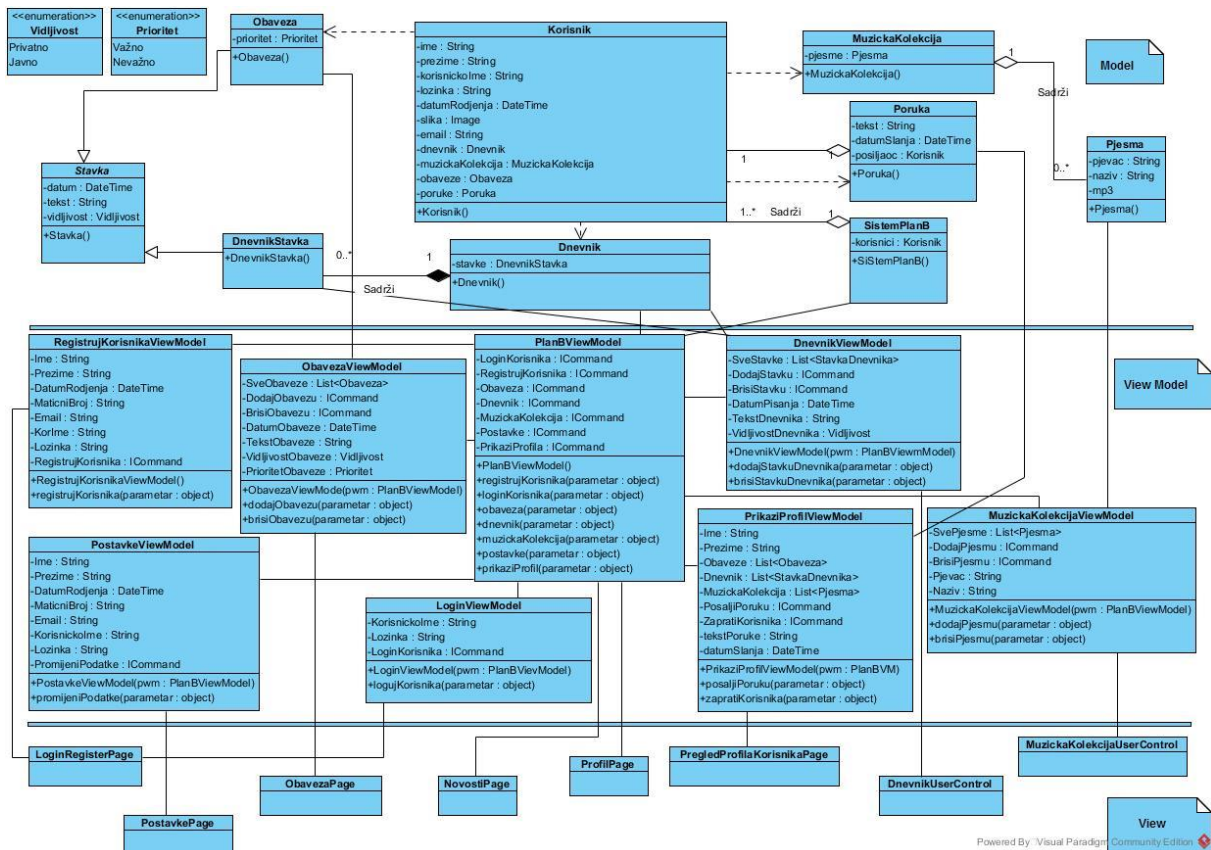 <<enumeration>>
Vidljivost
Privatno
Javno
<<enumeration>>
Prioritet
Važno
Nevažno
Obaveza
-prioritet : Prioritet
+Obaveza()
Korisnik
-ime : String
-prezime : String
-korisnickoIme : String
-lozinka : String
-datumRodjenja : DateTime
-slika : Image
-email : String
-dnevnik : Dnevnik
-muzickaKolekcija : MuzickaKolekcija
-obaveze : Obaveza
-poruke : Poruka
+Korisnik()
MuzickaKolekcija
-pjesme : Pjesma
+MuzickaKolekcija()
1
Sadrži
0..*
Model
Poruka
-tekst : String
-datumSlanja : DateTime
-posiljaoc : Korisnik
+Poruka()
1
1
Pjesma
-pjevac : String
-naziv : String
-mp3
+Pjesma()
Stavka
-datum : DateTime
-tekst : String
-vidljivost : Vidljivost
+Stavka()
1..*
Sadrži
1
SistemPlanB
-korisnici : Korisnik
+SiStemPlanB()
DnevnikStavka
+DnevnikStavka()
0..*
Sadrži
1
Dnevnik
-stavke : DnevnikStavka
+Dnevnik()
RegistrujKorisnikaViewModel
-Ime : String
-Prezime : String
-DatumRodjenja : DateTime
-MaticniBroj : String
-Email : String
-KorIme : String
-Lozinka : String
-RegistrujKorisnika : ICommand
+RegistrujKorisnikaViewModel()
+registrujKorisnika(parametar : object)
ObavezaViewModel
-SveObaveze : List<Obaveza>
-DodajObavezu : ICommand
-BrisiObavezu : ICommand
-DatumObaveze : DateTime
-TekstObaveze : String
-VidljivostObaveze : Vidljivost
-PrioritetObaveze : Prioritet
+ObavezaViewMode(pwm : PlanBViewModel)
+dodajObavezu(parametar : object)
+brisiObavezu(parametar : object)
PlanBViewModel
-LoginKorisnika : ICommand
-RegistrujKorisnika : ICommand
-Obaveza : ICommand
-Dnevnik : ICommand
-MuzickaKolekcija : ICommand
-Postavke : ICommand
-PrikaziProfila : ICommand
+PlanBViewModel()
+registrujKorisnika(parametar : object)
+loginKorisnika(parametar : object)
+obaveza(parametar : object)
+dnevnik(parametar : object)
+muzickaKolekcija(parametar : object)
+postavke(parametar : object)
+prikaziProfil(parametar : object)
DnevnikViewModel
-SveStavke : List<StavkaDnevnika>
-DodajStavku : ICommand
-BrisiStavku : ICommand
-DatumPisanja : DateTime
-TekstDnevnika : String
-VidljivostDnevnika : Vidljivost
+DnevnikViewModel(pwm : PlanBViewmModel)
+dodajStavkuDnevnika(parametar : object)
+brisiStavkuDnevnika(parametar : object)
View Model
PostavkeViewModel
-Ime : String
-Prezime : String
-DatumRodjenja : DateTime
-MaticniBroj : String
-Email : String
-KorisnickoIme : String
-Lozinka : String
-PromijeniPodatke : ICommand
+PostavkeViewModel(pwm : PlanBViewModel)
+promijeniPodatke(parametar : object)
LoginViewModel
-KorisnickoIme : String
-Lozinka : String
-LoginKorisnika : ICommand
+LoginViewModel(pwm : PlanBVievModel)
+logujKorisnika(parametar : object)
PrikaziProfilViewModel
-Ime : String
-Prezime : String
-Obaveze : List<Obaveza>
-Dnevnik : List<StavkaDnevnika>
-MuzickaKolekcija : List<Pjesma>
-PosaljiPoruku : ICommand
-ZapratiKorisnika : ICommand
-tekstPoruke : String
-datumSlanja : DateTime
+PrikaziProfilViewModel(pwm : PlanBVM)
+posaljiPoruku(parametar : object)
+zapratiKorisnika(parametar : object)
MuzickaKolekcijaViewModel
-SvePjesme : List<Pjesma>
-DodajPjesmu : ICommand
-BrisiPjesmu : ICommand
-Pjevac : String
-Naziv : String
+MuzickaKolekcijaViewModel(pwm : PlanBViewModel)
+dodajPjesmu(parametar : object)
+brisiPjesmu(parametar : object)
LoginRegisterPage
ObavezaPage
NovostiPage
ProfilPage
PregledProfilaKorisnikaPage
DnevnikUserControl
MuzickaKolekcijaUserControl
PostavkePage
View
Powered By Visual Paradigm Community Edition